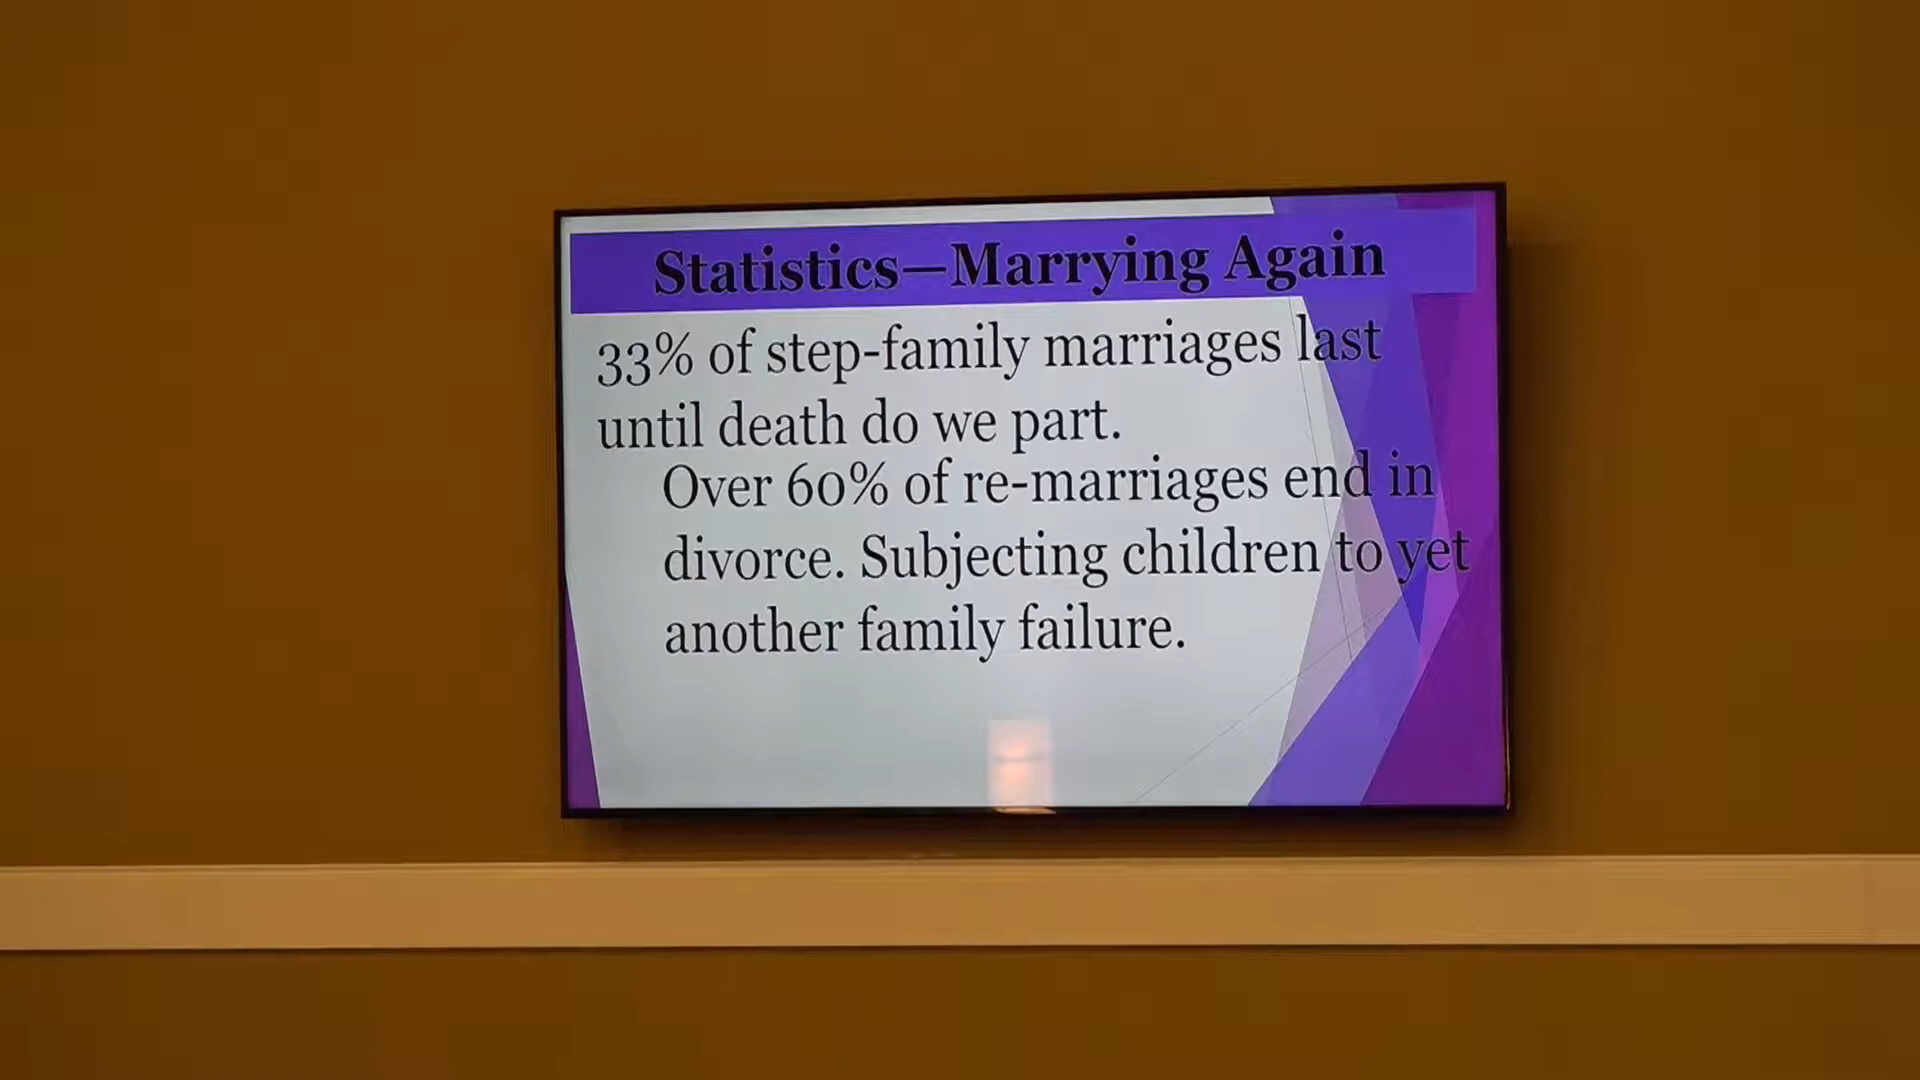 Statistics—Marrying Again
33% of step-family marriages last
until death do we part.
Over 60% of re-marriages end in
divorce. Subjecting children to yet
another family failure.